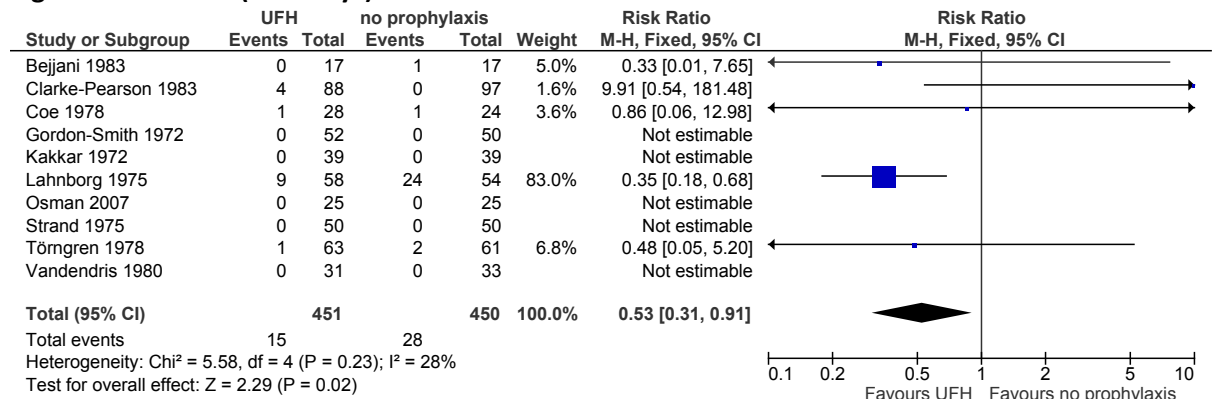 UFH no prophylaxis Risk Ratio Risk Ratio
Study or Subgroup Events Total Events Total Weight M-H, Fixed, 95% CI M-H, Fixed, 95% CI
Bejjani 1983 0 17 1 17 5.0% 0.33 [0.01, 7.65]
Clarke-Pearson 1983 4 88 0 97 1.6% 9.91 [0.54, 181.48]
Coe 1978 1 28 1 24 3.6% 0.86 [0.06, 12.98]
Gordon-Smith 1972 0 52 0 50 Not estimable
Kakkar 1972 0 39 0 39 Not estimable
Lahnborg 1975 9 58 24 54 83.0% 0.35 [0.18, 0.68]
Osman 2007 0 25 0 25 Not estimable
Strand 1975 0 50 0 50 Not estimable
Törngren 1978 1 63 2 61 6.8% 0.48 [0.05, 5.20]
Vandendris 1980 0 31 0 33 Not estimable
Total (95% CI) 451 450 100.0% 0.53 [0.31, 0.91]
Total events 15 28
Heterogeneity: Chi² = 5.58, df = 4 (P = 0.23); I² = 28%
Test for overall effect: Z = 2.29 (P = 0.02)
0.1 0.2 0.5 1 2 5 10
Favours UFH Favours no prophylaxis